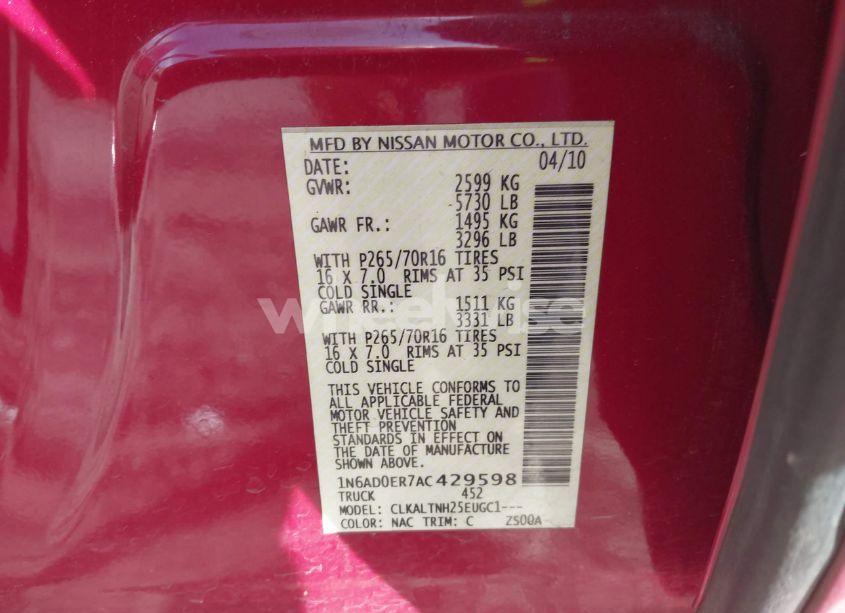 MFD BY NISSAN MOTOR CO., LTD.
DATE: 04/10
GVWR: 2599 KG
5730 LB
GAWR FR.: 1495 KG
3296 LB
WITH P265/70R16 TIRES
16 X 7.0 RIMS AT 35 PSI
COLD SINGLE
GAWR RR.: 1511 KG
3331 LB
WITH P265/70R16 TIRES
16 X 7.0 RIMS AT 35 PSI
COLD SINGLE
THIS VEHICLE CONFORMS TO
ALL APPLICABLE FEDERAL
MOTOR VEHICLE SAFETY AND
THEFT PREVENTION
STANDARDS IN EFFECT ON
THE DATE OF MANUFACTURE
SHOWN ABOVE.
1N6AD0ER7AC429598
TRUCK 452
MODEL: CLKALTNH25EUGC1---
COLOR: NAC TRIM: C ZS00A-
wheelwise